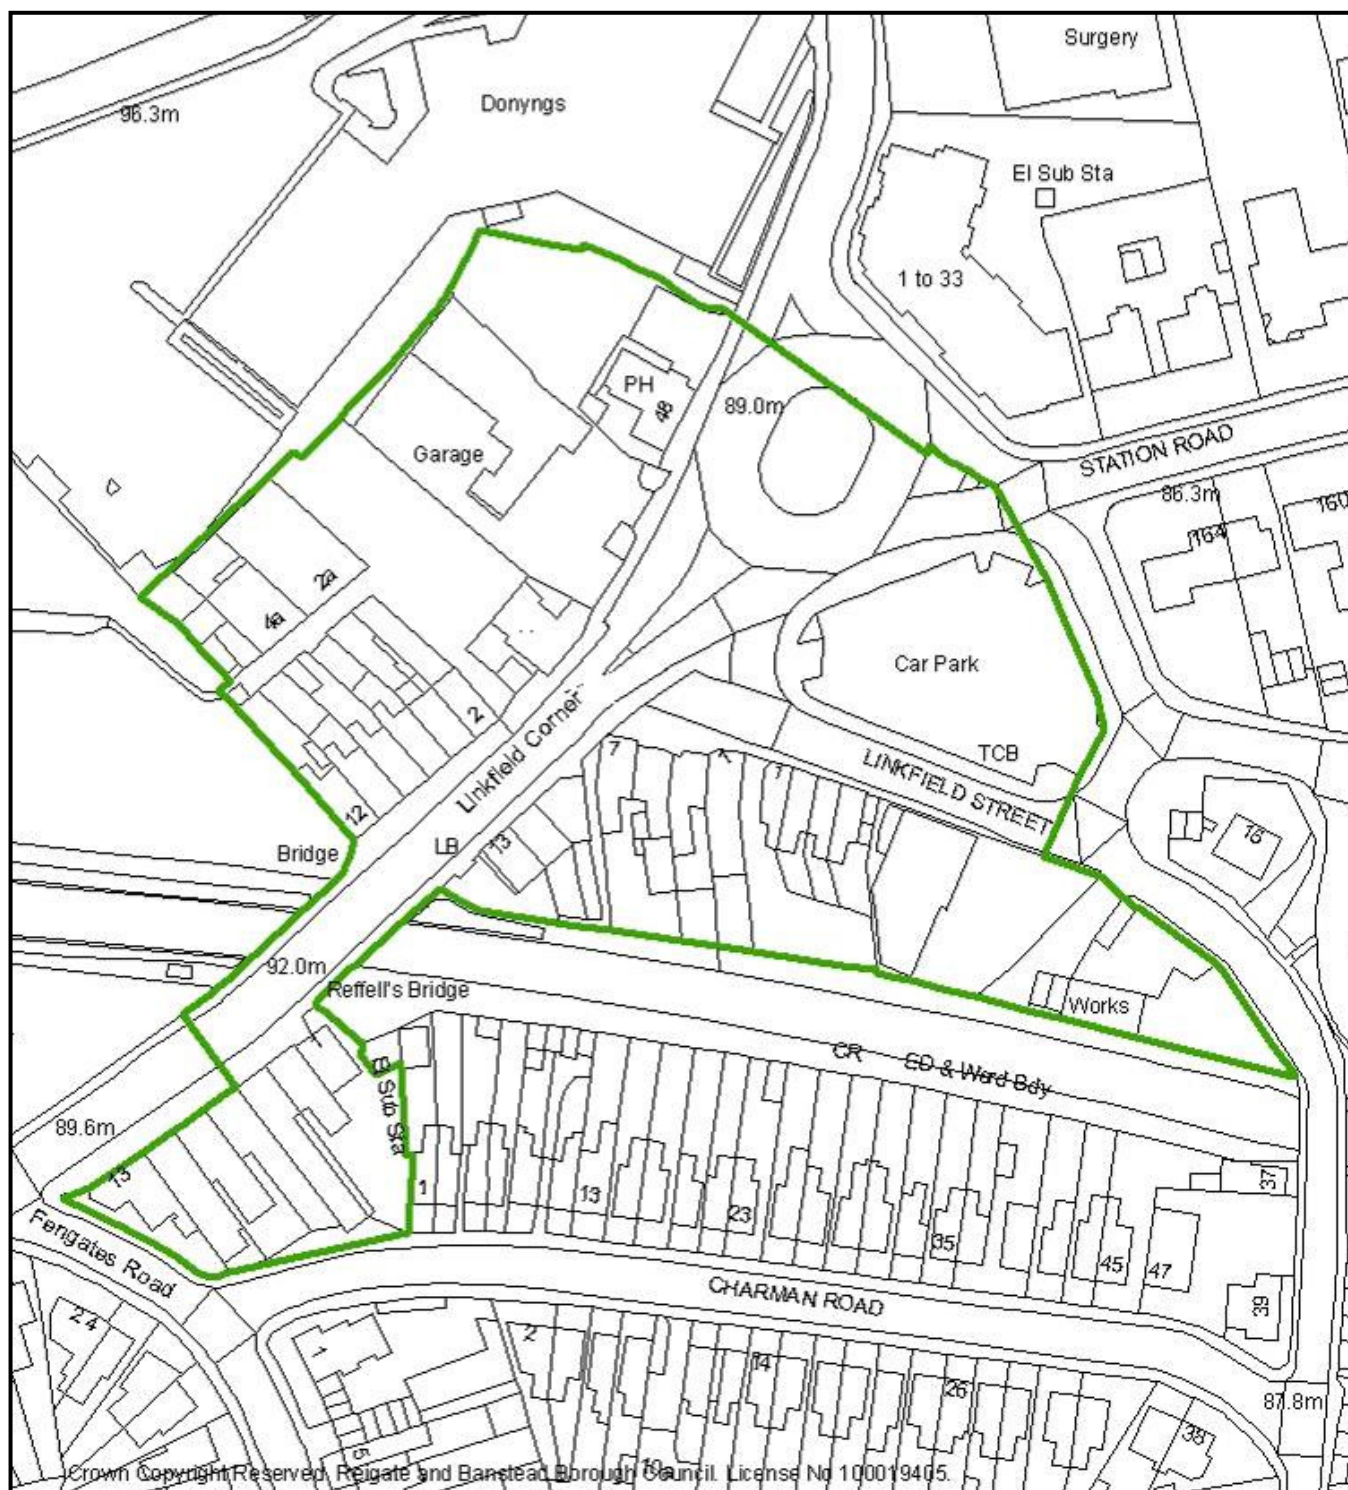 Surgery
Donyngs
96.3m
El Sub Sta
1 to 33
PH
48
89.0m
Garage
STATION ROAD
86.3m
160
164
2a
4a
Car Park
2
Linkfield Corner
7
1
1
TCB
LINKFIELD STREET
12
LB
13
16
Bridge
92.0m
Reffell's Bridge
Works
CR
ED & Ward Bdy
El Sub Sta
89.6m
13
1
13
23
35
45
47
37
39
Fengates Road
CHARMAN ROAD
24
1
2
14
26
38
87.8m
5
Crown Copyright Reserved. Reigate and Banstead Borough Council. License No 100019405.